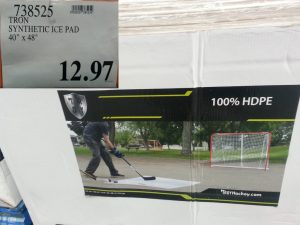 738525
TRON
SYNTHETIC ICE PAD
40" x 48"
12.97
100% HDPE